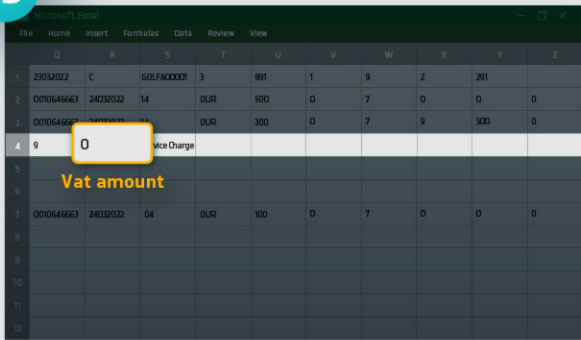 Microsoft Excel
File Home Insert Formulas Data Review View
Q R S T U V W X Y Z
1 23032022 C GOLFA00001 3 891 1 9 2 291
2 0010646663 24032022 14 OUR 500 0 7 0 0 0
3 0010646663 24032022 14 OUR 300 0 7 9 300 0
4 9 0 vice Charge
Vat amount
5
6
7 0010646663 24032022 04 OUR 100 0 7 0 0 0
8
9
10
11
12